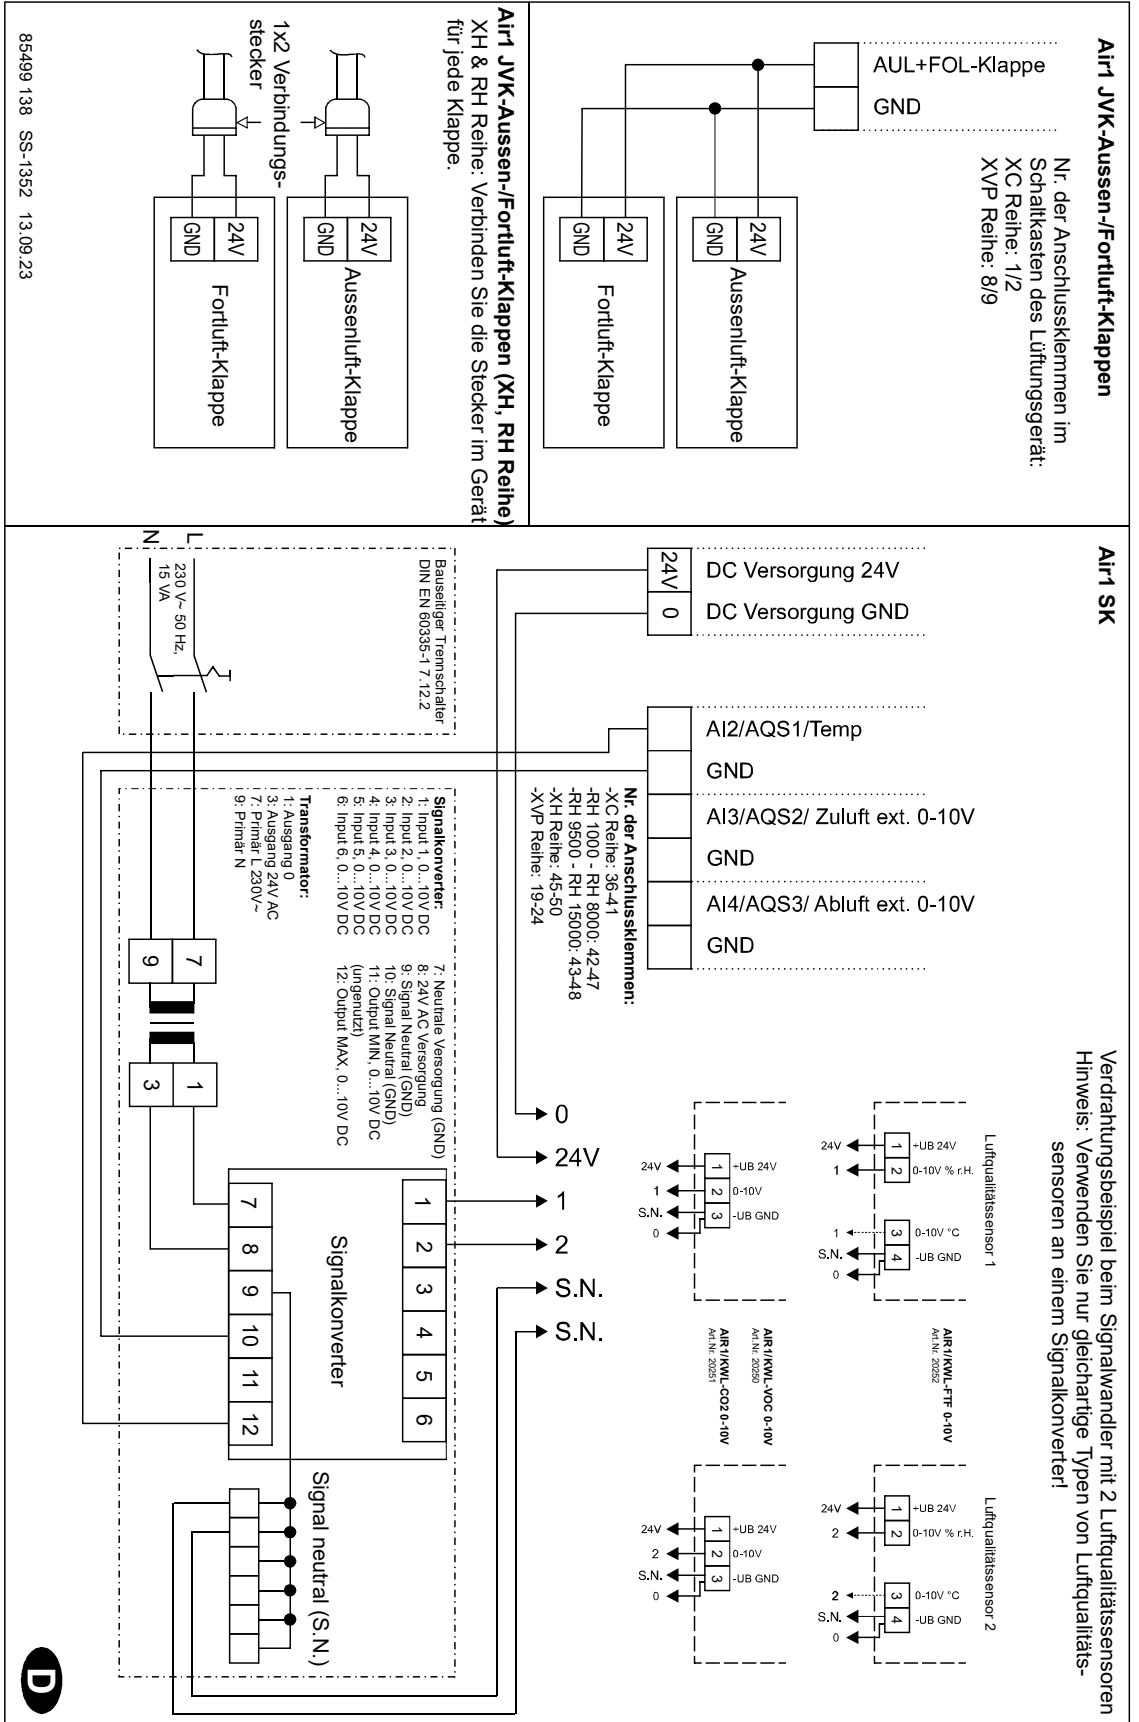 Air1 JVK-Aussen-/Fortluft-Klappen
AUL+FOL-Klappe
GND
Nr. der Anschlussklemmen im
Schaltkasten des Lüftungsgerät:
XC Reihe: 1/2
XVP Reihe: 8/9
24V
GND
Aussenluft-Klappe
24V
GND
Fortluft-Klappe
Air1 JVK-Aussen-/Fortluft-Klappen (XH, RH Reihe)
XH & RH Reihe: Verbinden Sie die Stecker im Gerät
für jede Klappe.
1x2 Verbindungs-
stecker
24V
GND
Aussenluft-Klappe
24V
GND
Fortluft-Klappe
85499 138 SS-1352 13.09.23
Air1 SK
Verdrahtungsbeispiel beim Signalwandler mit 2 Luftqualitätssensoren
Hinweis: Verwenden Sie nur gleichartige Typen von Luftqualitäts-
sensoren an einem Signalkonverter!
24V
0
DC Versorgung 24V
DC Versorgung GND
AI2/AQS1/Temp
GND
AI3/AQS2/ Zuluft ext. 0-10V
GND
AI4/AQS3/ Abluft ext. 0-10V
GND
Nr. der Anschlussklemmen:
-XC Reihe: 36-41
-RH 1000 - RH 8000: 42-47
-RH 9500 - RH 15000: 43-48
-XH Reihe: 45-50
-XVP Reihe: 19-24
Luftqualitätssensor 1
24V
1
+UB 24V
1
2
0-10V % r.H.
1
3
0-10V °C
S.N.
4
-UB GND
0
AIR1/KWL-FTF 0-10V
Art.Nr. 20252
Luftqualitätssensor 2
24V
1
+UB 24V
2
2
0-10V % r.H.
2
3
0-10V °C
S.N.
4
-UB GND
0
24V
1
+UB 24V
1
2
0-10V
S.N.
3
-UB GND
0
AIR1/KWL-VOC 0-10V
Art.Nr. 20250
AIR1/KWL-CO2 0-10V
Art.Nr. 20251
24V
1
+UB 24V
2
2
0-10V
S.N.
3
-UB GND
0
0
24V
1
2
S.N.
S.N.
Bauseitiger Trennschalter
DIN EN 60335-1 7.12.2
L
N
230 V~ 50 Hz,
15 VA
Signalkonverter:
1: Input 1, 0...10V DC
2: Input 2, 0...10V DC
3: Input 3, 0...10V DC
4: Input 4, 0...10V DC
5: Input 5, 0...10V DC
6: Input 6, 0...10V DC
7: Neutrale Versorgung (GND)
8: 24V AC Versorgung
9: Signal Neutral (GND)
10: Signal Neutral (GND)
11: Output MIN, 0...10V DC
(ungenutzt)
12: Output MAX, 0...10V DC
Transformator:
1: Ausgang 0
3: Ausgang 24V AC
7: Primär L 230V~
9: Primär N
7
9
1
3
1
2
3
4
5
6
Signalkonverter
7
8
9
10
11
12
Signal neutral (S.N.)
D